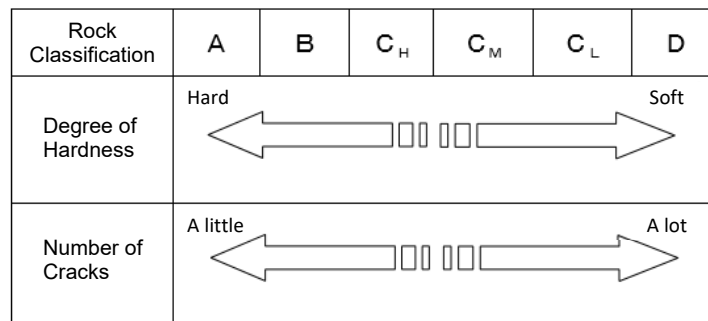 Rock
Classification
A B C H C M C L D
Degree of
Hardness
Hard Soft
Number of
Cracks
A little A lot